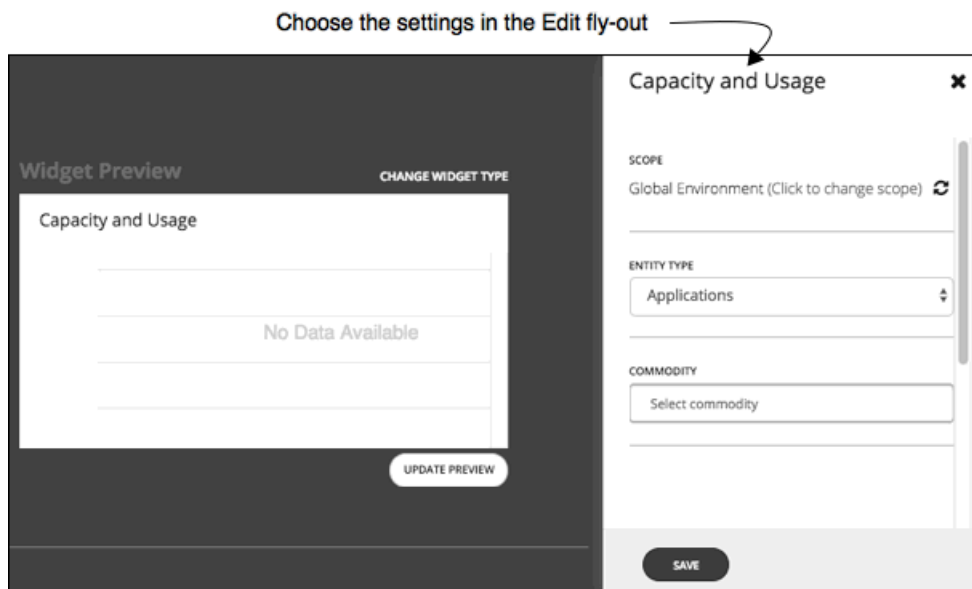 Choose the settings in the Edit fly-out
Widget Preview
CHANGE WIDGET TYPE
Capacity and Usage
No Data Available
UPDATE PREVIEW
Capacity and Usage
SCOPE
Global Environment (Click to change scope)
ENTITY TYPE
Applications
COMMODITY
Select commodity
SAVE